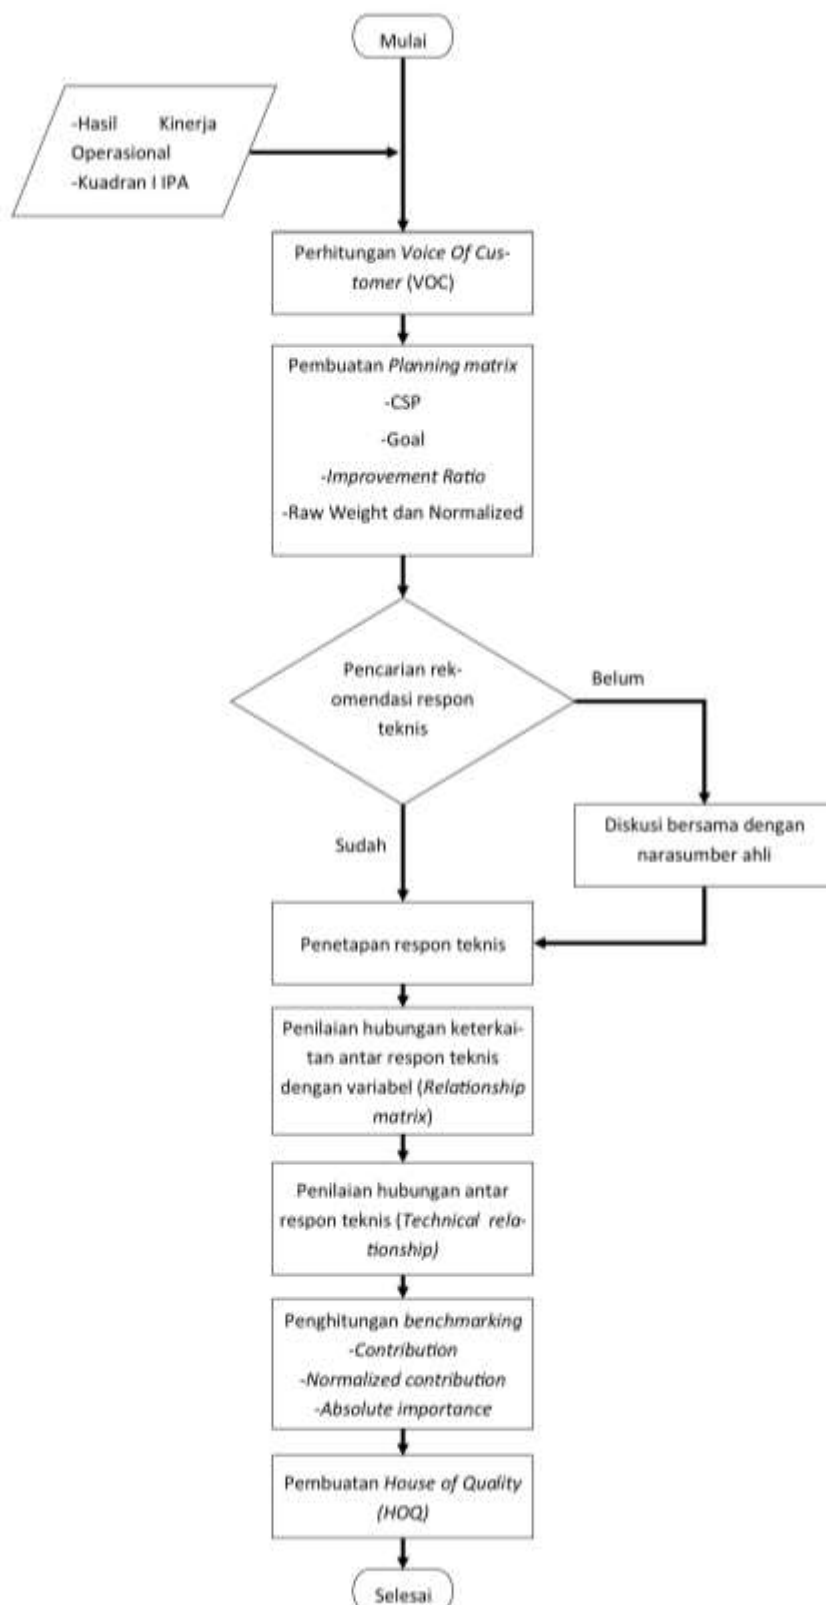 Mulai
-Hasil Kinerja
Operasional
-Kuadran I IPA
Perhitungan Voice Of Cus-
tomer (VOC)
Pembuatan Planning matrix
-CSP
-Goal
-Improvement Ratio
-Raw Weight dan Normalized
Pencarian rek-
omendasi respon
teknis
Belum
Diskusi bersama dengan
narasumber ahli
Sudah
Penetapan respon teknis
Penilaian hubungan keterkai-
tan antar respon teknis
dengan variabel (Relationship
matrix)
Penilaian hubungan antar
respon teknis (Technical rela-
tionship)
Penghitungan benchmarking
-Contribution
-Normalized contribution
-Absolute importance
Pembuatan House of Quality
(HOQ)
Selesai